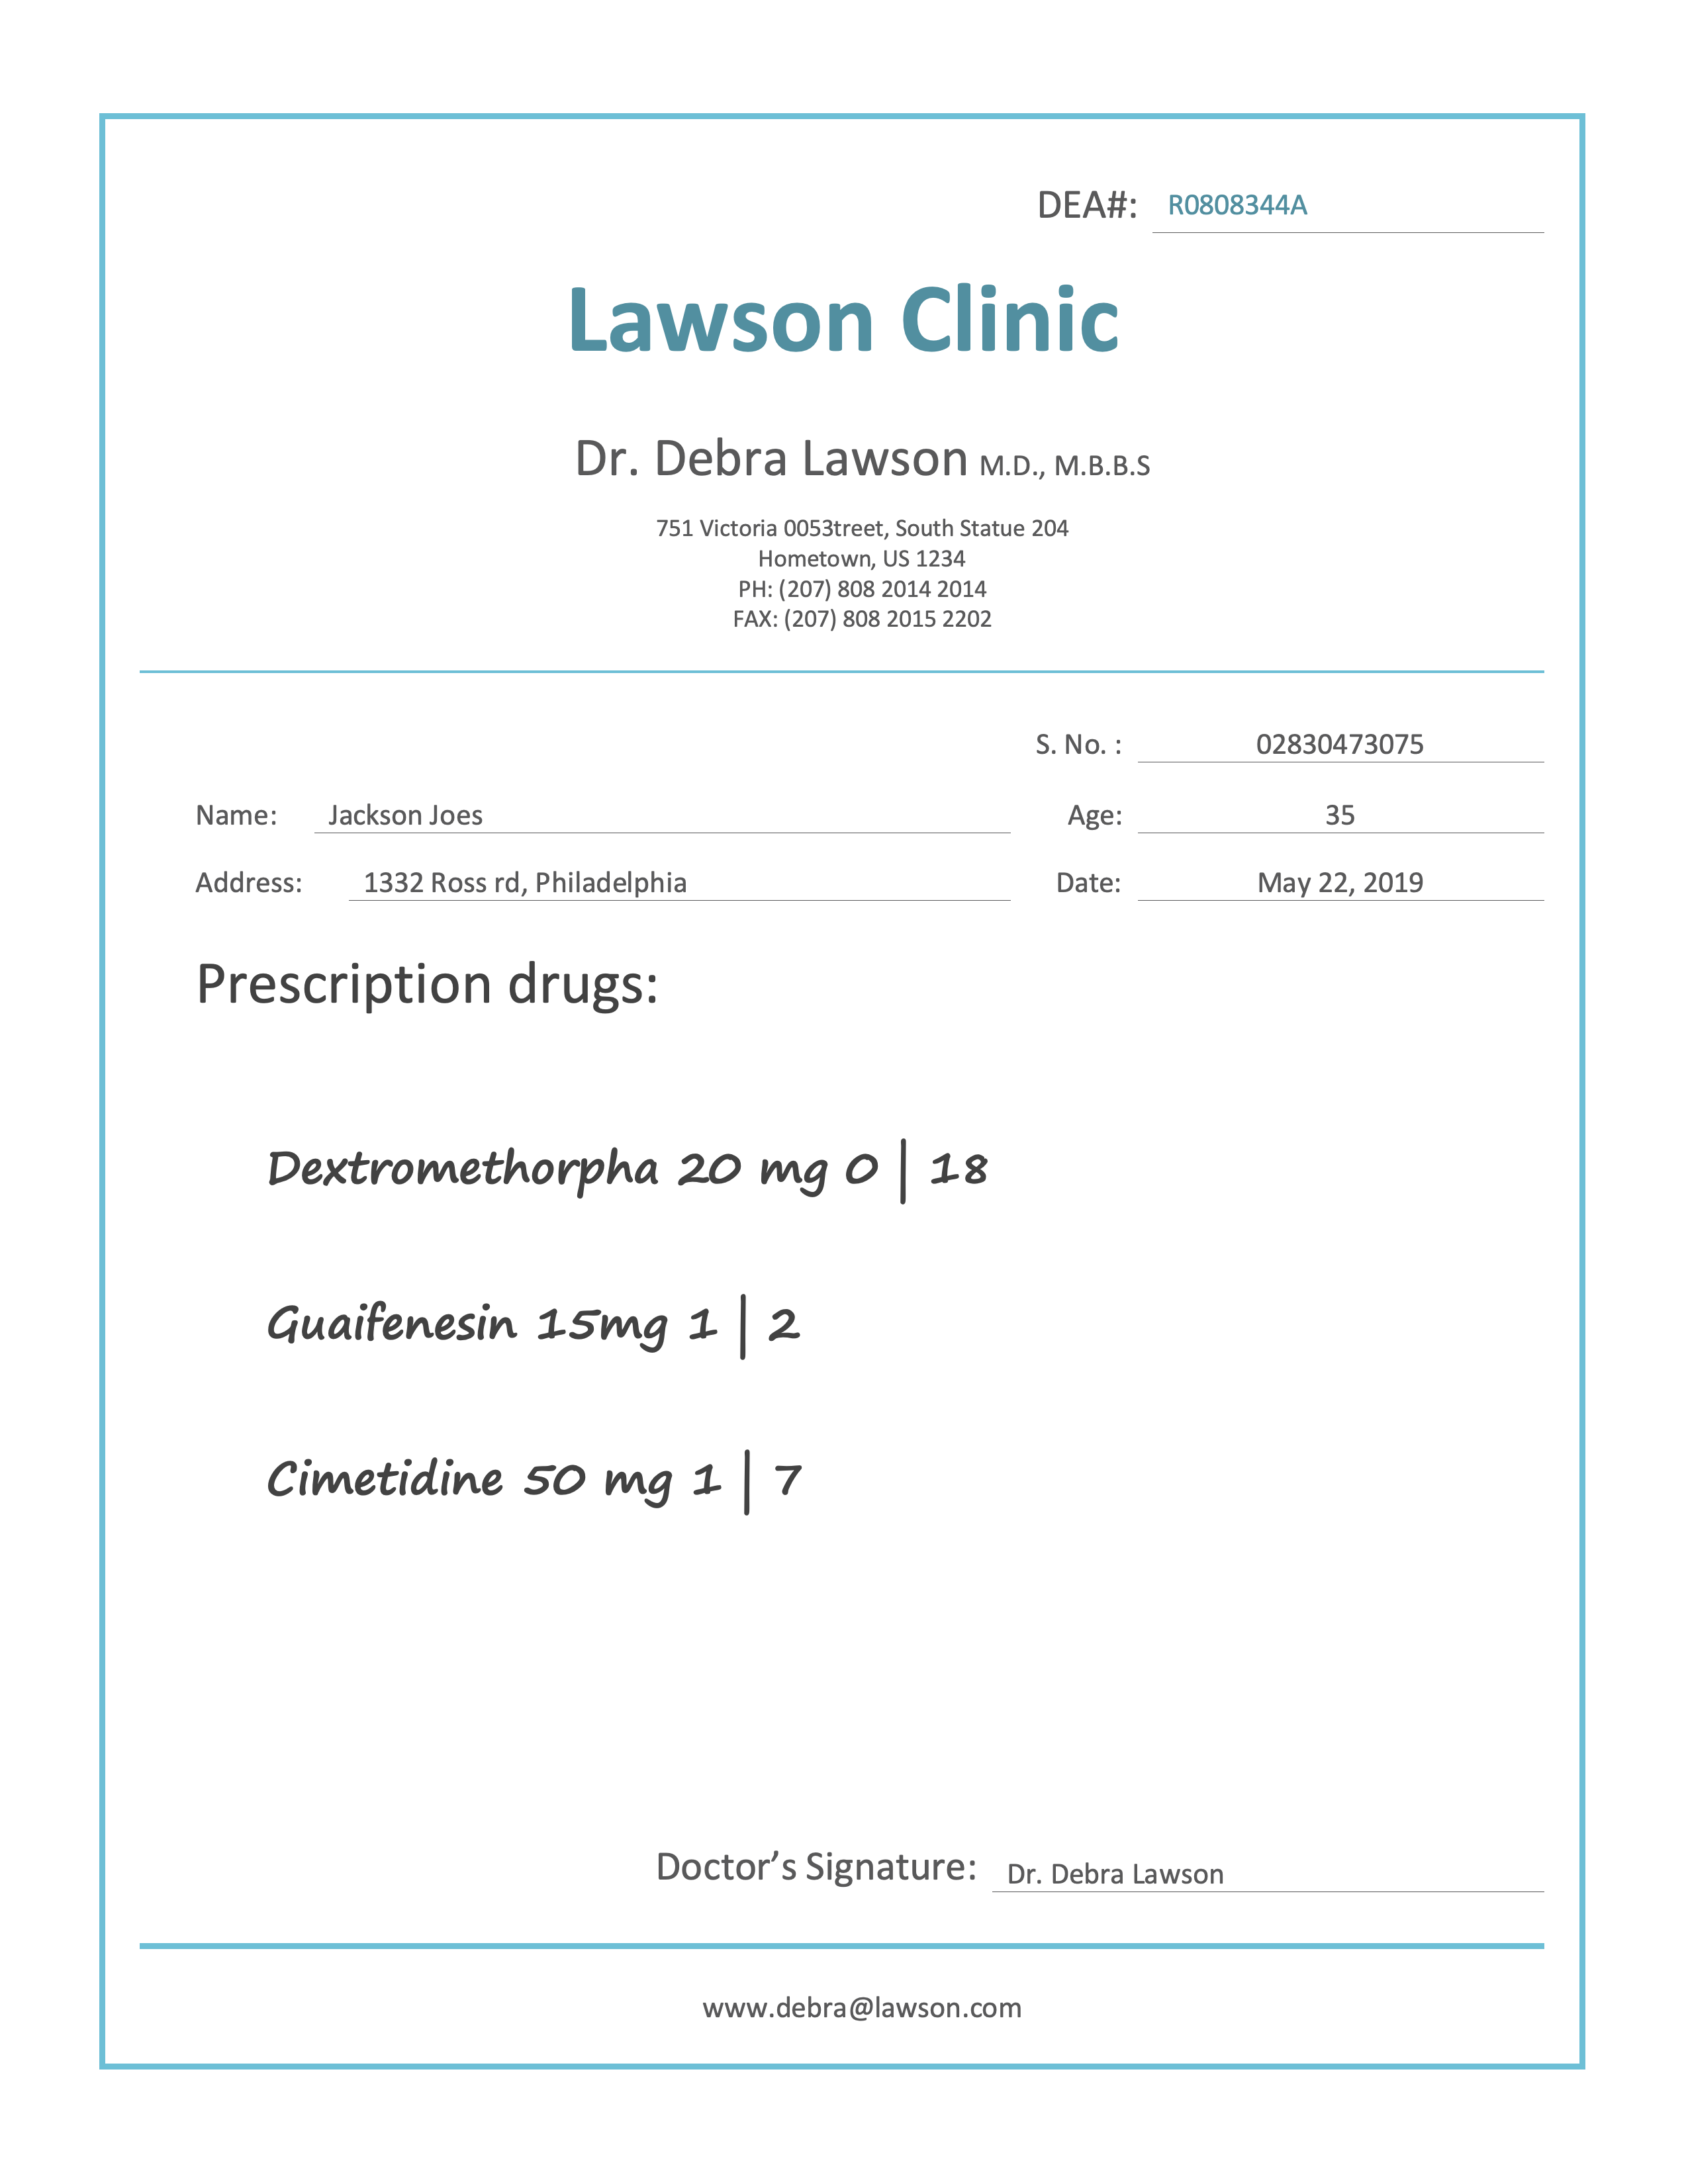 DEA#: R0808344A
Lawson Clinic
Dr. Debra Lawson M.D., M.B.B.S
751 Victoria 0053treet, South Statue 204
Hometown, US 1234
PH: (207) 808 2014 2014
FAX: (207) 808 2015 2202
S. No. : 02830473075
Name: Jackson Joes Age: 35
Address: 1332 Ross rd, Philadelphia Date: May 22, 2019
Prescription drugs:
Dextromethorpha 20 mg 0 | 18
Guaifenesin 15mg 1 | 2
Cimetidine 50 mg 1 | 7
Doctor’s Signature: Dr. Debra Lawson
www.debra@lawson.com